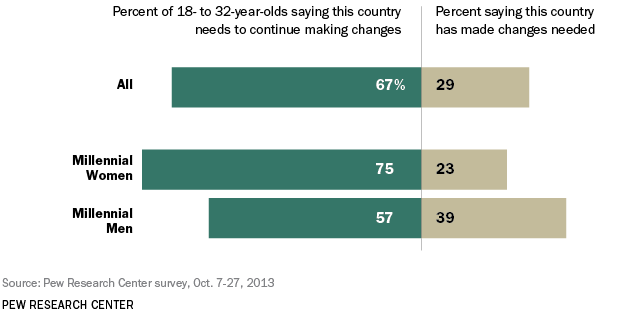 Percent of 18- to 32-year-olds saying this country
needs to continue making changes
Percent saying this country
has made changes needed
All
67%
29
Millennial
Women
75
23
Millennial
Men
57
39
Source: Pew Research Center survey, Oct. 7-27, 2013
PEW RESEARCH CENTER